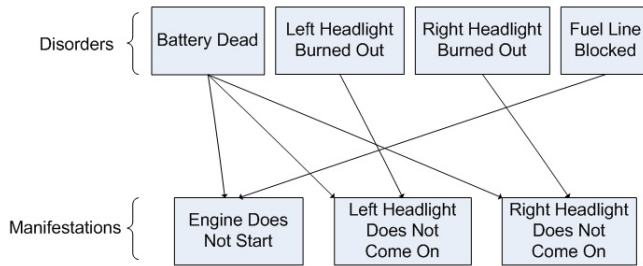 Disorders
Battery Dead
Left Headlight
Burned Out
Right Headlight
Burned Out
Fuel Line
Blocked
Manifestations
Engine Does
Not Start
Left Headlight
Does Not
Come On
Right Headlight
Does Not
Come On